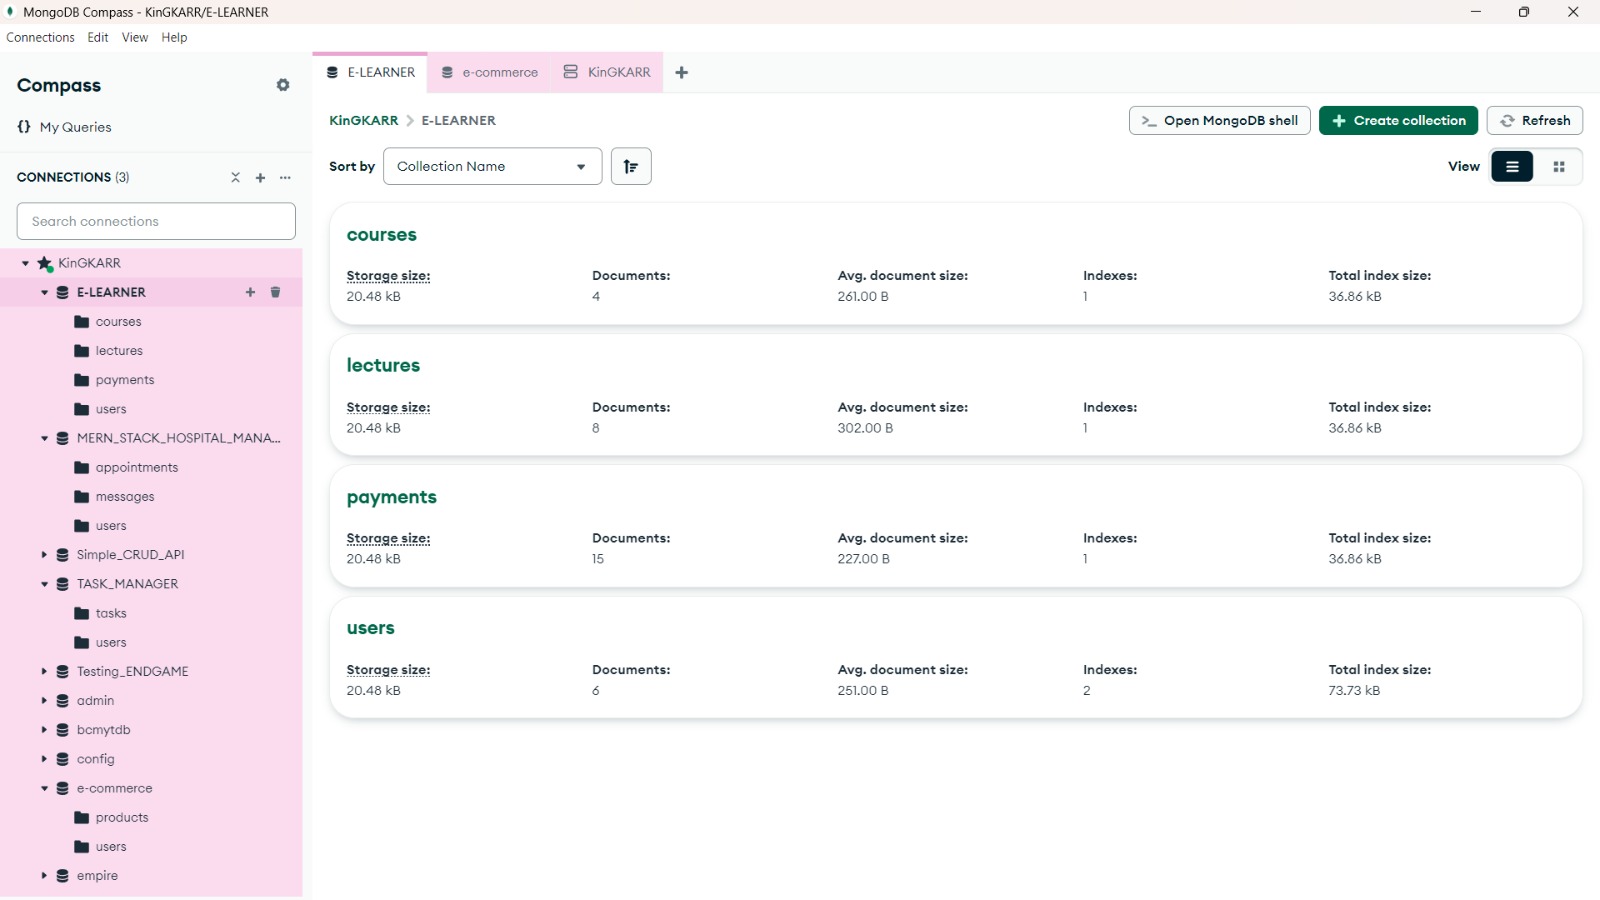 MongoDB Compass - KinGKARR/E-LEARNER
Connections Edit View Help
Compass
{} My Queries
CONNECTIONS (3)
Search connections
KinGKARR
E-LEARNER
courses
lectures
payments
users
MERN_STACK_HOSPITAL_MANA...
appointments
messages
users
Simple_CRUD_API
TASK_MANAGER
tasks
users
Testing_ENDGAME
admin
bcmytdb
config
e-commerce
products
users
empire
E-LEARNER e-commerce KinGKARR
KinGKARR > E-LEARNER
>_ Open MongoDB shell + Create collection Refresh
Sort by Collection Name View
courses
Storage size: Documents: Avg. document size: Indexes: Total index size:
20.48 kB 4 261.00 B 1 36.86 kB
lectures
Storage size: Documents: Avg. document size: Indexes: Total index size:
20.48 kB 8 302.00 B 1 36.86 kB
payments
Storage size: Documents: Avg. document size: Indexes: Total index size:
20.48 kB 15 227.00 B 1 36.86 kB
users
Storage size: Documents: Avg. document size: Indexes: Total index size:
20.48 kB 6 251.00 B 2 73.73 kB